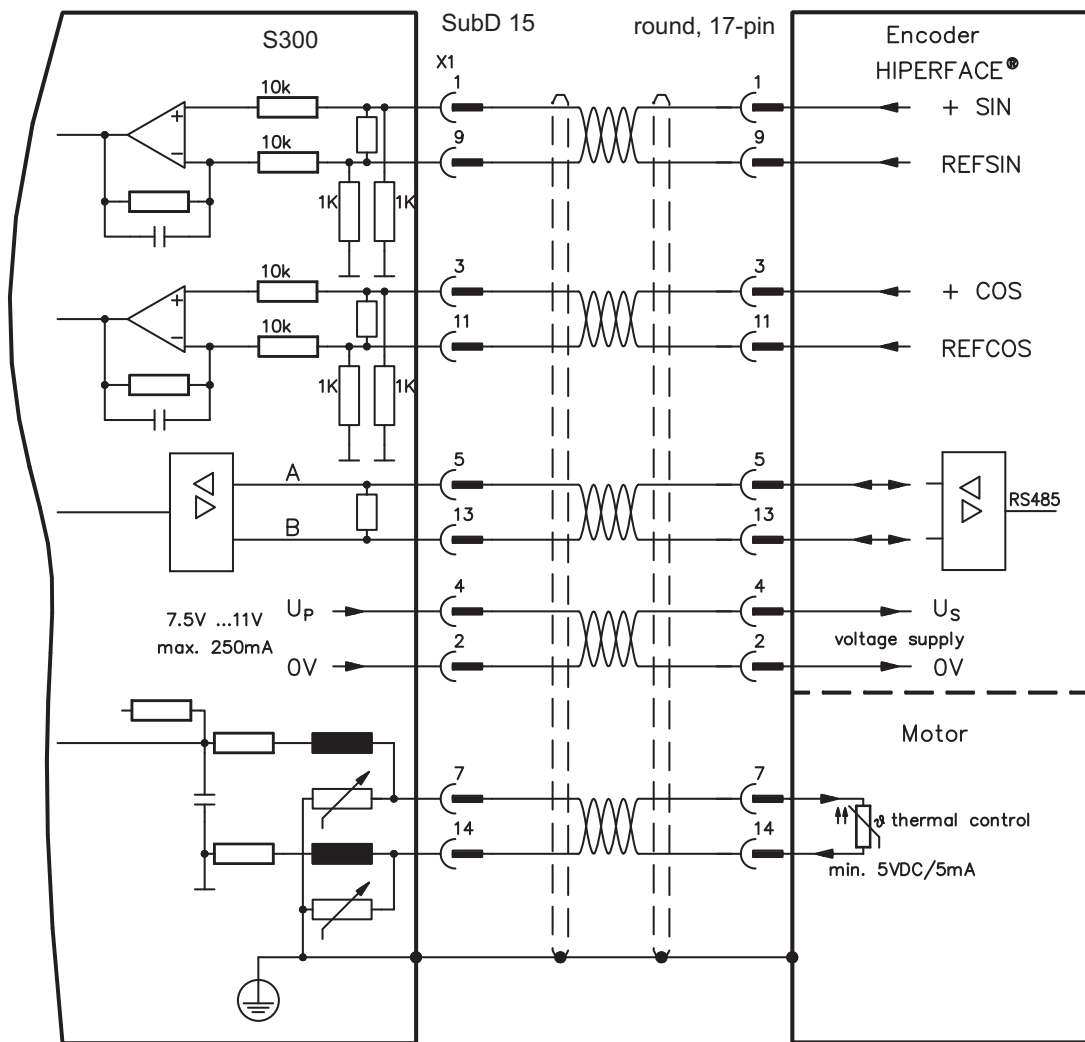 S300
SubD 15
round, 17-pin
Encoder
HIPERFACE®
X1
10k
1
1
+ SIN
+
−
10k
9
9
REFSIN
1K
1K
10k
3
3
+ COS
+
−
10k
11
11
REFCOS
1K
1K
A
5
5
RS485
B
13
13
7.5V ...11V
max. 250mA
UP
4
4
US
voltage supply
0V
2
2
0V
Motor
7
7
ϑ thermal control
14
14
min. 5VDC/5mA